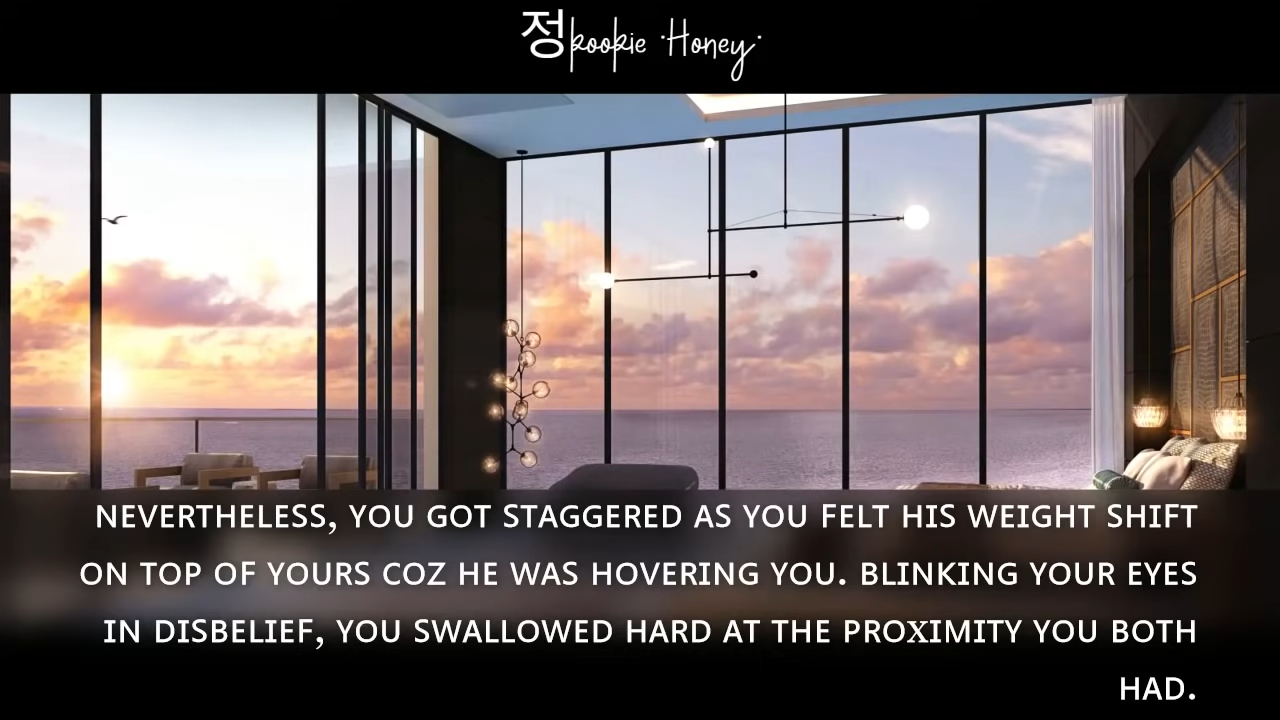 정kookie Honey
NEVERTHELESS, YOU GOT STAGGERED AS YOU FELT HIS WEIGHT SHIFT
ON TOP OF YOURS COZ HE WAS HOVERING YOU. BLINKING YOUR EYES
IN DISBELIEF, YOU SWALLOWED HARD AT THE PROXIMITY YOU BOTH
HAD.